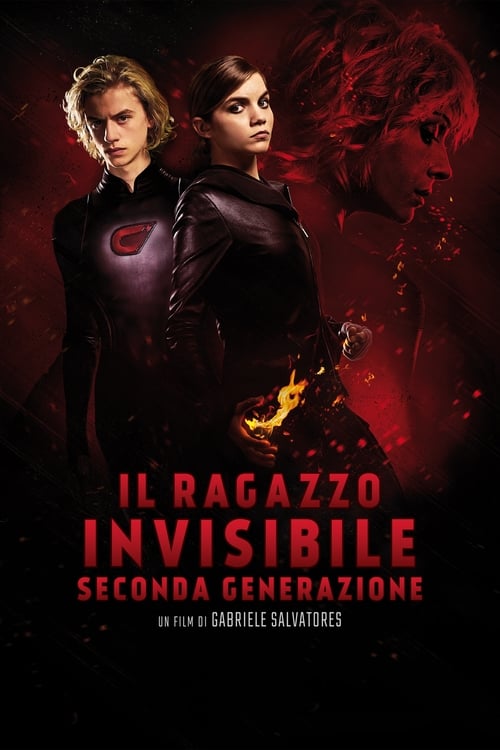 IL RAGAZZO
INVISIBILE
SECONDA GENERAZIONE
UN FILM DI GABRIELE SALVATORES